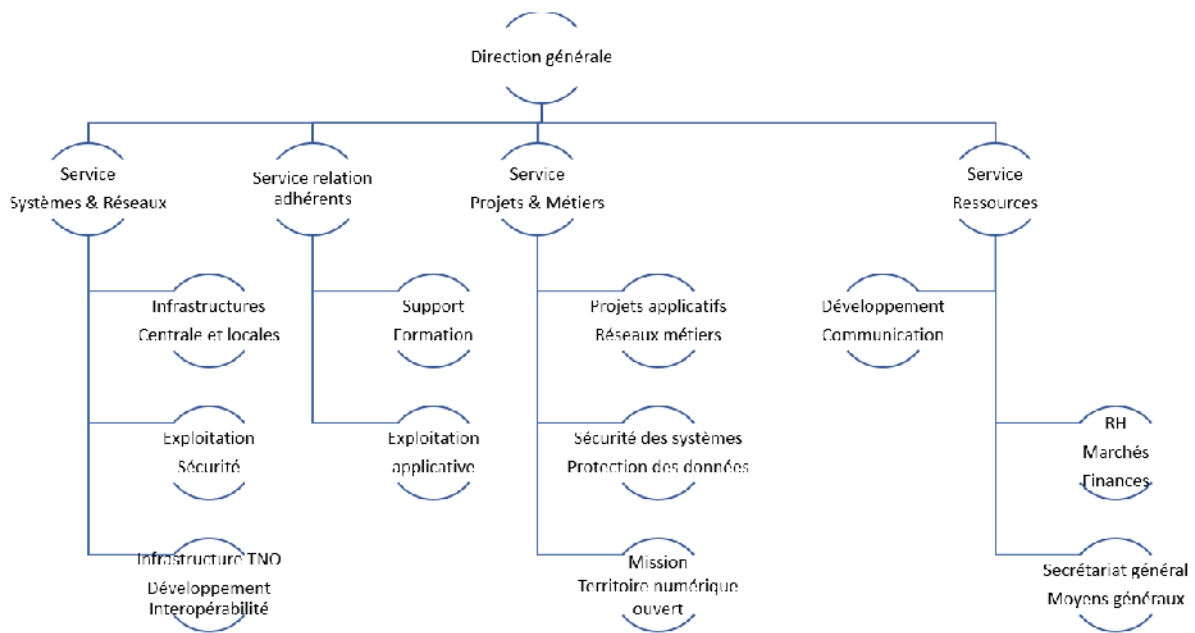 Direction générale
Service
Systèmes & Réseaux
Service relation
adhérents
Service
Projets & Métiers
Service
Ressources
Infrastructures
Centrale et locales
Support
Formation
Projets applicatifs
Réseaux métiers
Développement
Communication
Exploitation
Sécurité
Exploitation
applicative
Sécurité des systèmes
Protection des données
RH
Marchés
Finances
Infrastructure TNO
Développement
Interopérabilité
Mission
Territoire numérique
ouvert
Secrétariat général
Moyens généraux